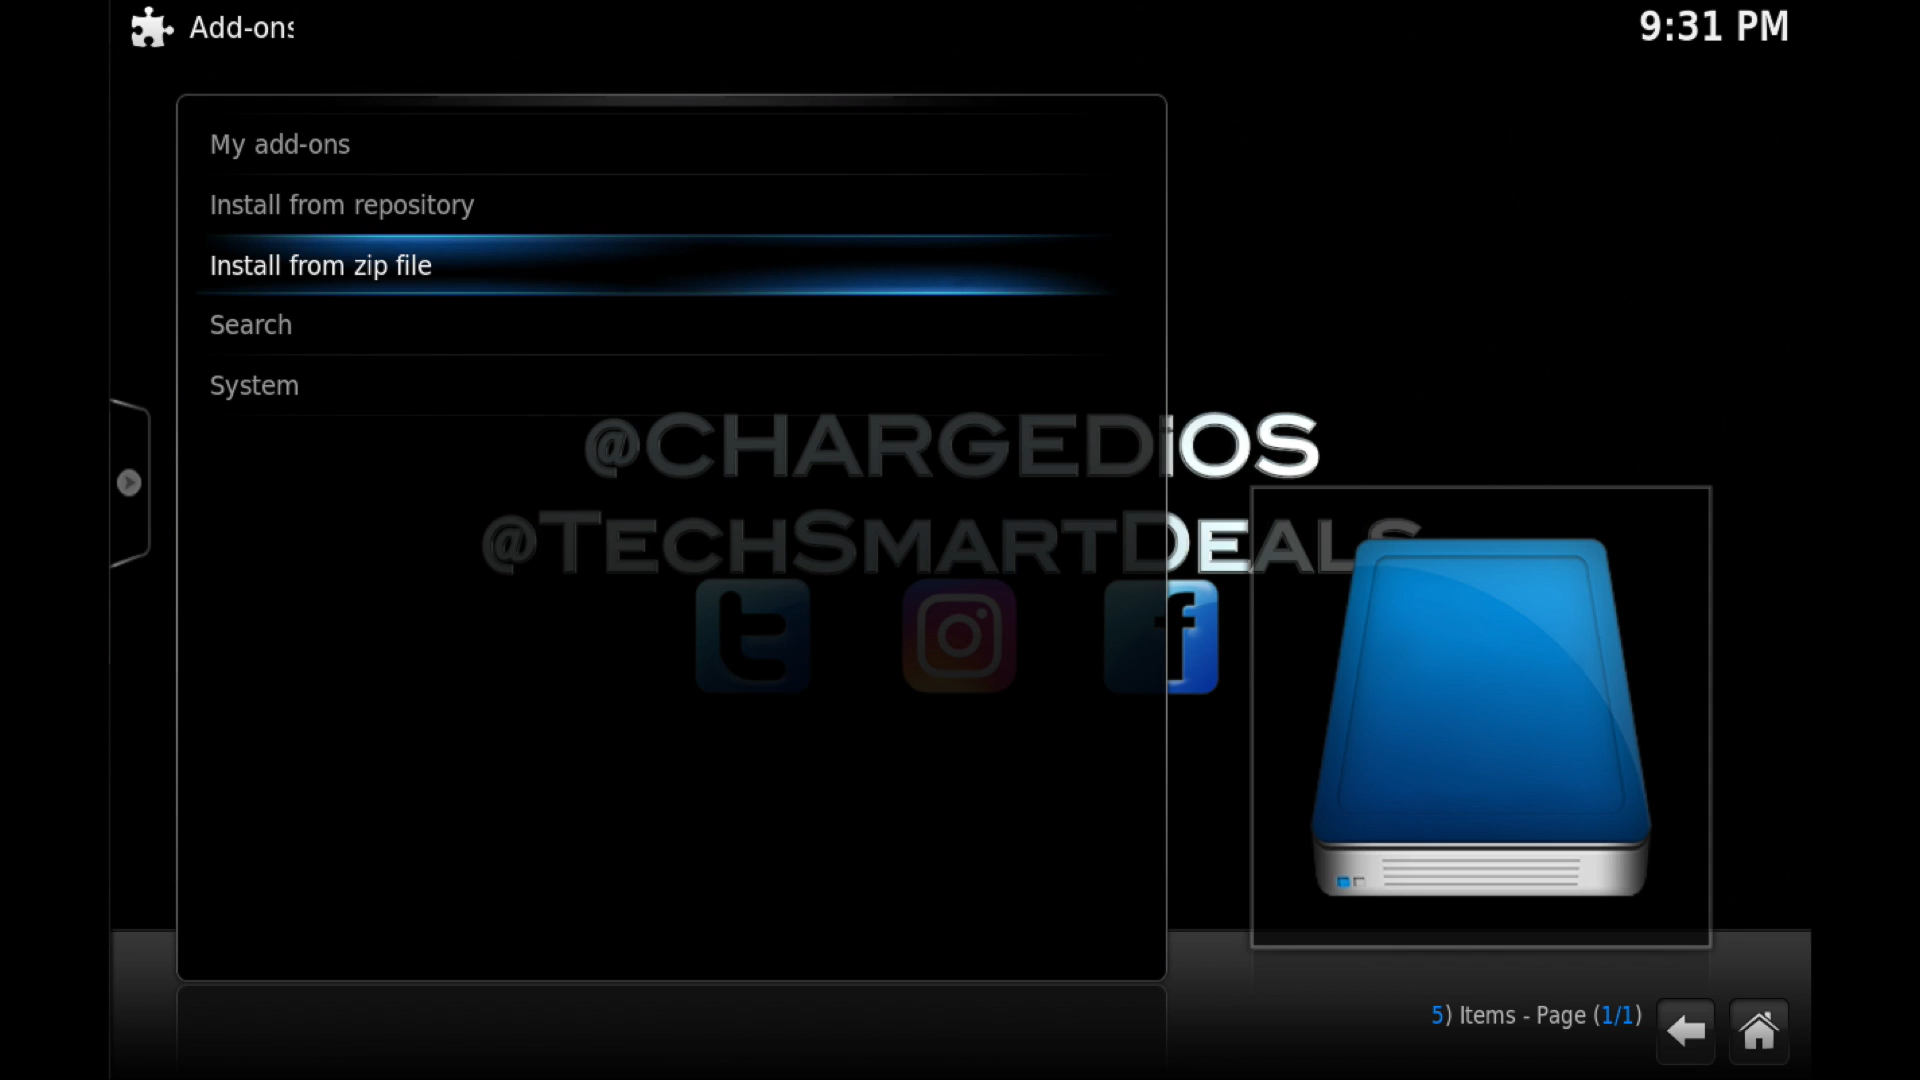 Add-ons
9:31 PM
My add-ons
Install from repository
Install from zip file
Search
System
@CHARGEDiOS
@TECHSMARTDEALS
5) Items - Page (1/1)